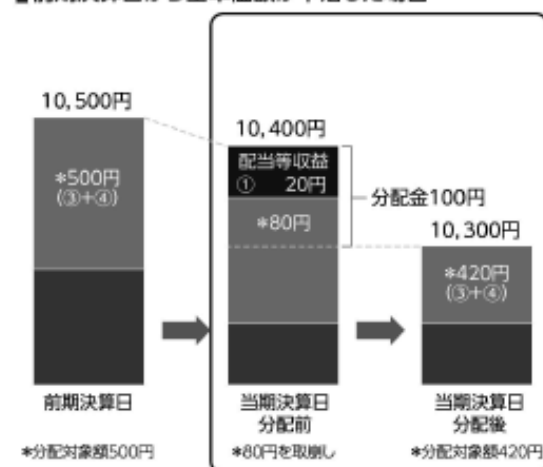 10,500円
*500円
(③+④)
前期決算日
*分配対象額500円
10,400円
配当等収益
① 20円
*80円
分配金100円
当期決算日
分配前
*80円を取崩し
10,300円
*420円
(③+④)
当期決算日
分配後
*分配対象額420円